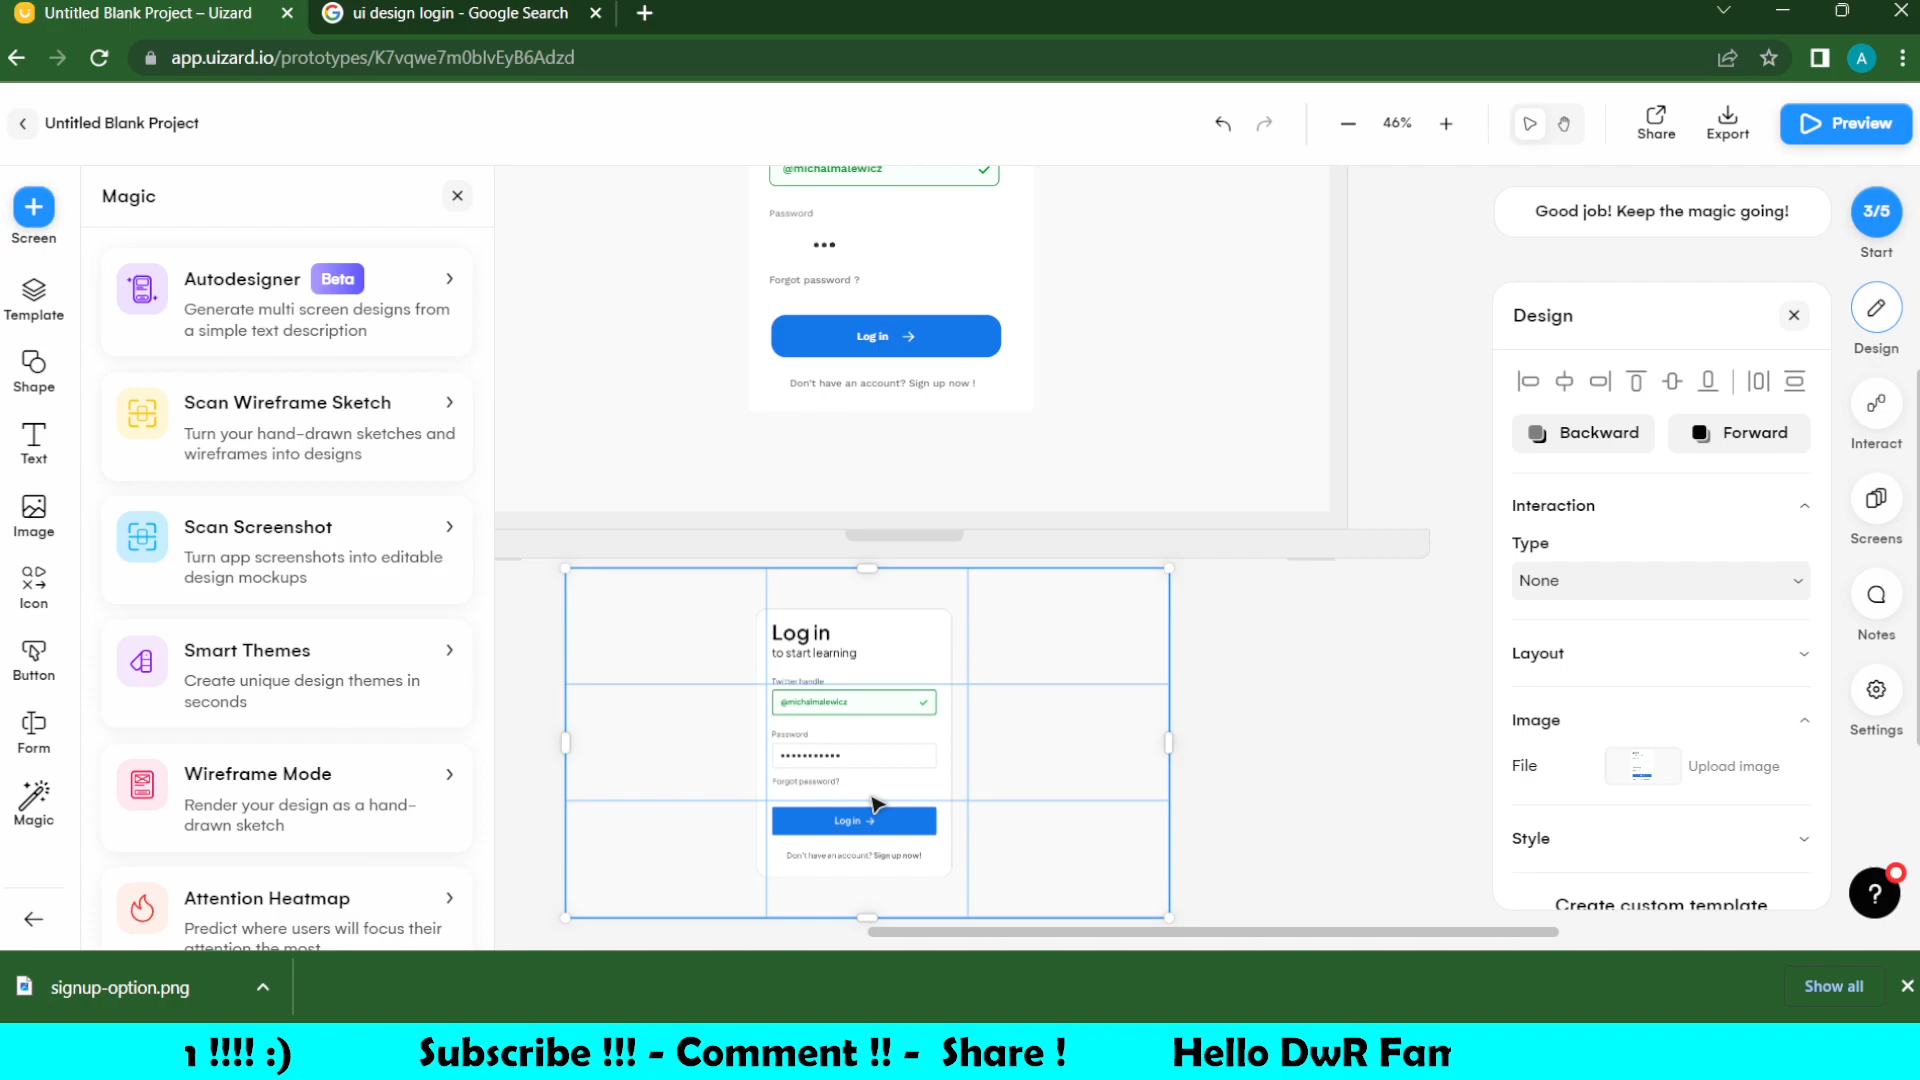 Untitled Blank Project – Uizard
ui design login - Google Search
app.uizard.io/prototypes/K7vqwe7m0blvEyB6Adzd
A
Untitled Blank Project
46%
Share
Export
Preview
Screen
Template
Shape
Text
Image
Icon
Button
Form
Magic
Magic
Autodesigner Beta
Generate multi screen designs from
a simple text description
Scan Wireframe Sketch
Turn your hand-drawn sketches and
wireframes into designs
Scan Screenshot
Turn app screenshots into editable
design mockups
Smart Themes
Create unique design themes in
seconds
Wireframe Mode
Render your design as a hand-
drawn sketch
Attention Heatmap
Predict where users will focus their
attention the most
@michalmalewicz
Password
•••
Forgot password ?
Log in →
Don't have an account? Sign up now !
Log in
to start learning
Twitter handle
@michalmalewicz
Password
•••••••••••
Forgot password?
Log in →
Don't have an account? Sign up now!
Good job! Keep the magic going!
3/5
Start
Design
Interact
Screens
Notes
Settings
Design
Backward
Forward
Interaction
Type
None
Layout
Image
File
Upload image
Style
Create custom template
?
signup-option.png
Show all
!!!! :) Subscribe !!! - Comment !! - Share ! Hello DwR Fam